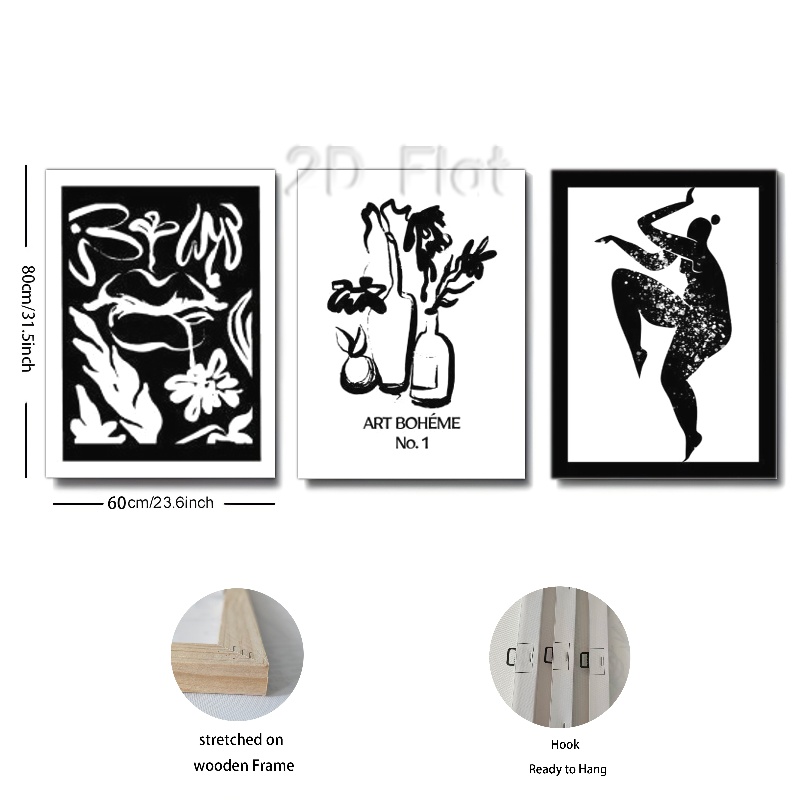 2D Flat
80cm/31.5inch
ART BOHÉME
No. 1
60cm/23.6inch
stretched on
wooden Frame
Hook
Ready to Hang